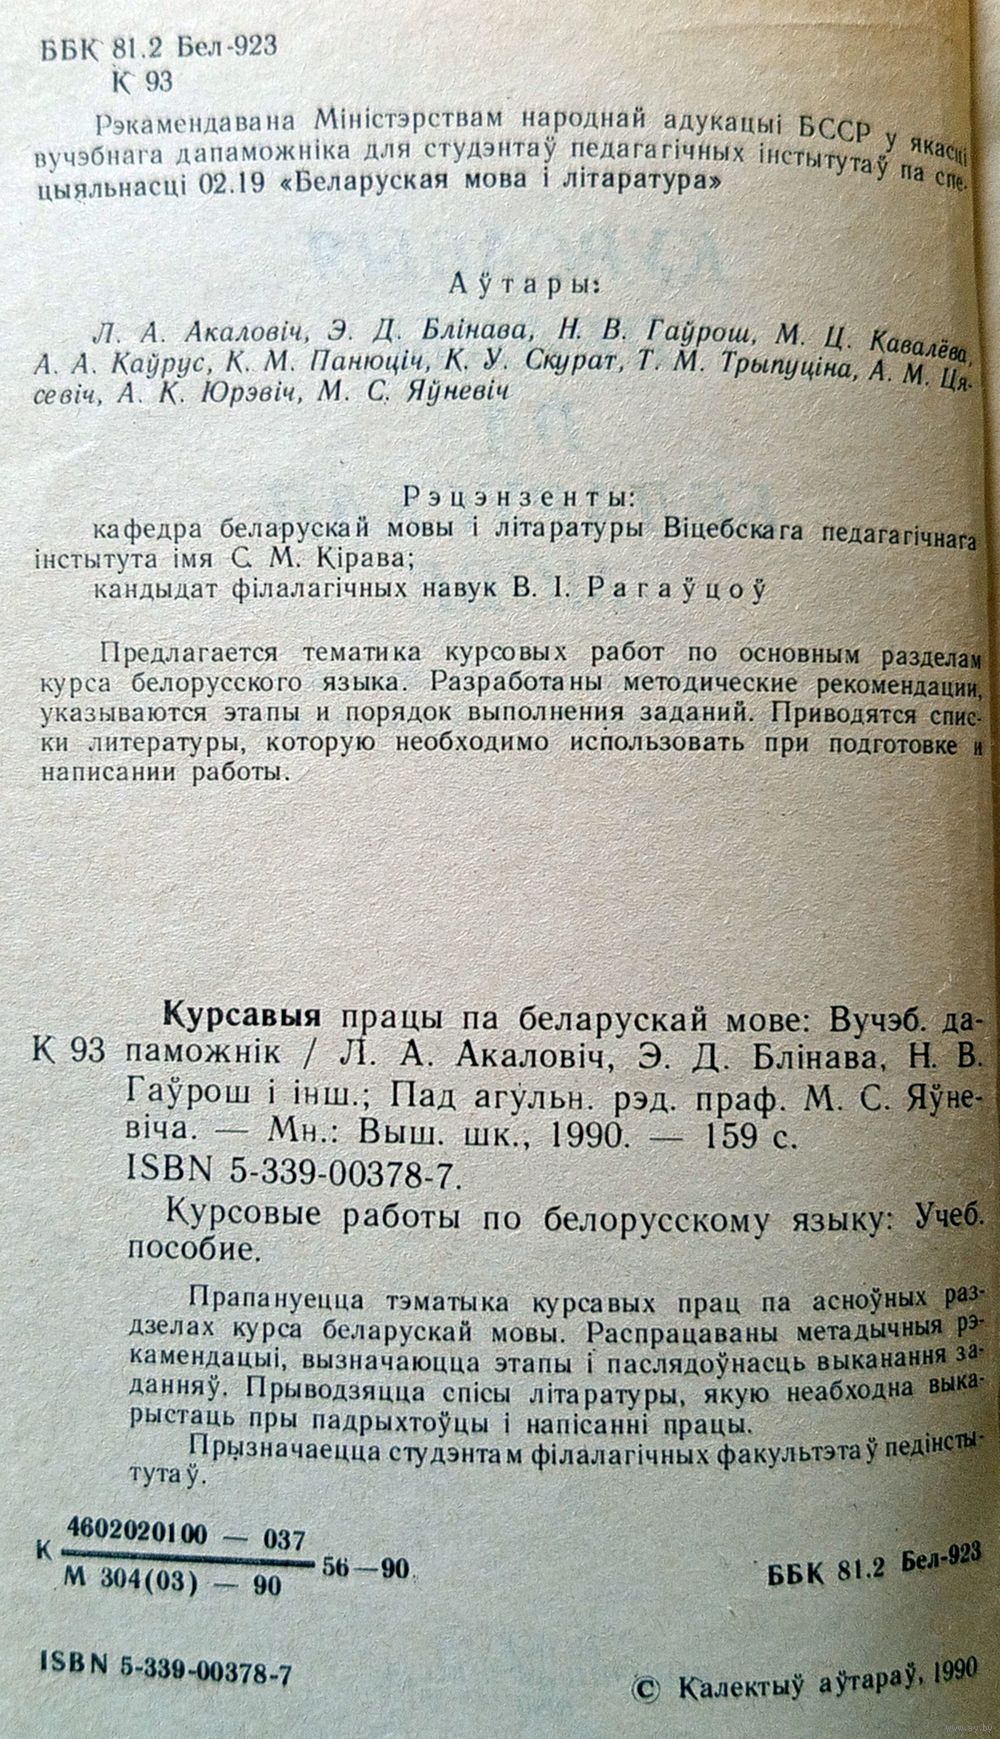 ББК 81.2 Бел-923
К 93
Рэкамендавана Міністэрствам народнай адукацыі БССР у якасці
вучэбнага дапаможніка для студэнтаў педагагічных інстытутаў па спе-
цыяльнасці 02.19 «Беларуская мова і літаратура»
Аўтары:
Л. А. Акаловіч, Э. Д. Блінава, Н. В. Гаўрош, М. Ц. Кавалёва,
А. А. Каўрус, К. М. Панюціч, К. У. Скурат, Т. М. Трыпуціна, А. М. Ця-
севіч, А. К. Юрэвіч, М. С. Яўневіч
Рэцэнзенты:
кафедра беларускай мовы і літаратуры Віцебскага педагагічнага
інстытута імя С. М. Кірава;
кандыдат філалагічных навук В. І. Рагаўцоў
Предлагается тематика курсовых работ по основным разделам
курса белорусского языка. Разработаны методические рекомендации,
указываются этапы и порядок выполнения заданий. Приводятся спис-
ки литературы, которую необходимо использовать при подготовке и
написании работы.
Курсавыя працы па беларускай мове: Вучэб. да-
К 93 паможнік / Л. А. Акаловіч, Э. Д. Блінава, Н. В.
Гаўрош і інш.; Пад агульн. рэд. праф. М. С. Яўне-
віча. — Мн.: Выш. шк., 1990. — 159 с.
ISBN 5-339-00378-7.
Курсовые работы по белорусскому языку: Учеб.
пособие.
Прапануецца тэматыка курсавых прац па асноўных раз-
дзелах курса беларускай мовы. Распрацаваны метадычныя рэ-
камендацыі, вызначаюцца этапы і паслядоўнасць выканання за-
данняў. Прыводзяцца спісы літаратуры, якую неабходна выка-
рыстаць пры падрыхтоўцы і напісанні працы.
Прызначаецца студэнтам філалагічных факультэтаў педінсты-
тутаў.
4602020100 — 037
К 56—90
М 304(03) — 90
ББК 81.2 Бел-923
ISBN 5-339-00378-7
© Калектыў аўтараў, 1990
www.ay.by